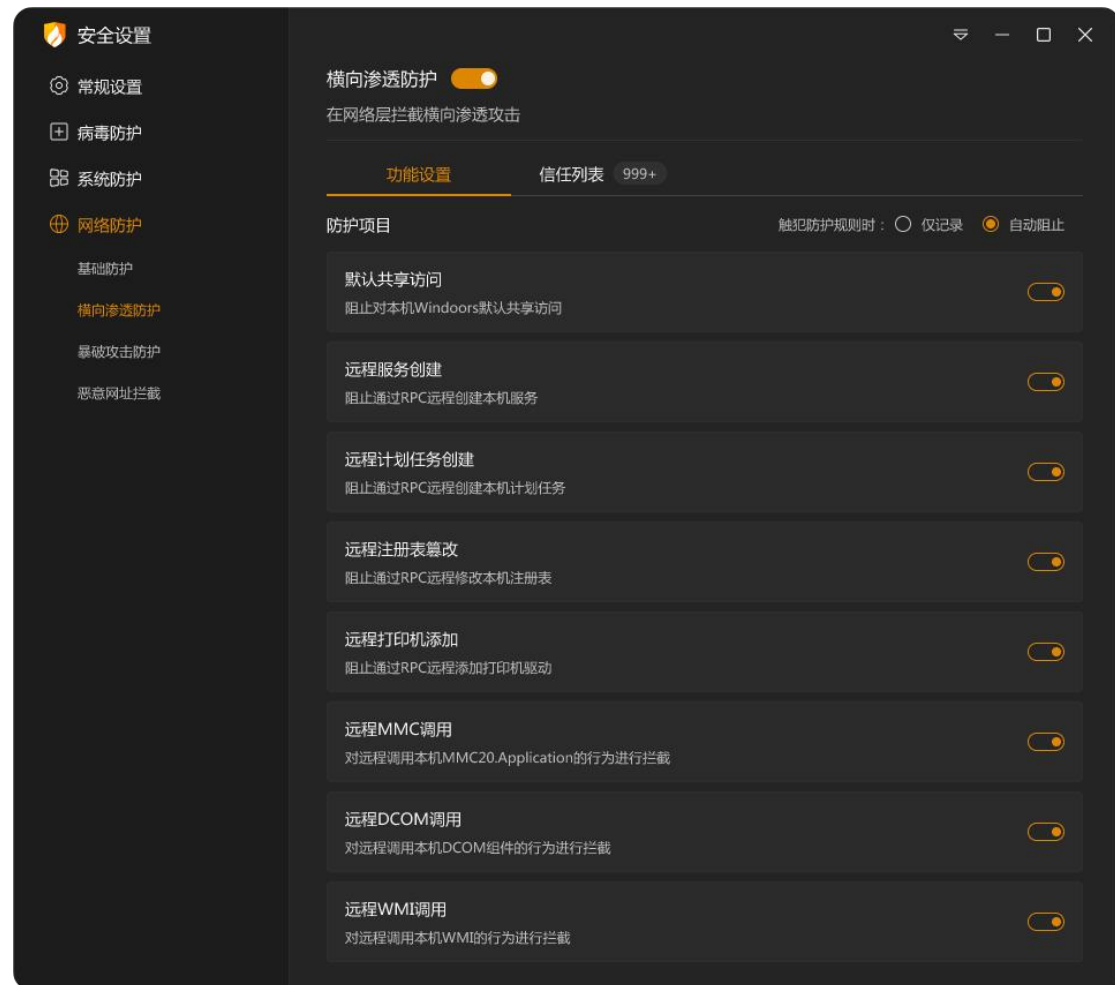 安全设置
常规设置
病毒防护
系统防护
网络防护
基础防护
横向渗透防护
暴破攻击防护
恶意网址拦截
横向渗透防护
在网络层拦截横向渗透攻击
功能设置 信任列表 999+
防护项目 触犯防护规则时： 仅记录 自动阻止
默认共享访问
阻止对本机Windoors默认共享访问
远程服务创建
阻止通过RPC远程创建本机服务
远程计划任务创建
阻止通过RPC远程创建本机计划任务
远程注册表篡改
阻止通过RPC远程修改本机注册表
远程打印机添加
阻止通过RPC远程添加打印机驱动
远程MMC调用
对远程调用本机MMC20.Application的行为进行拦截
远程DCOM调用
对远程调用本机DCOM组件的行为进行拦截
远程WMI调用
对远程调用本机WMI的行为进行拦截